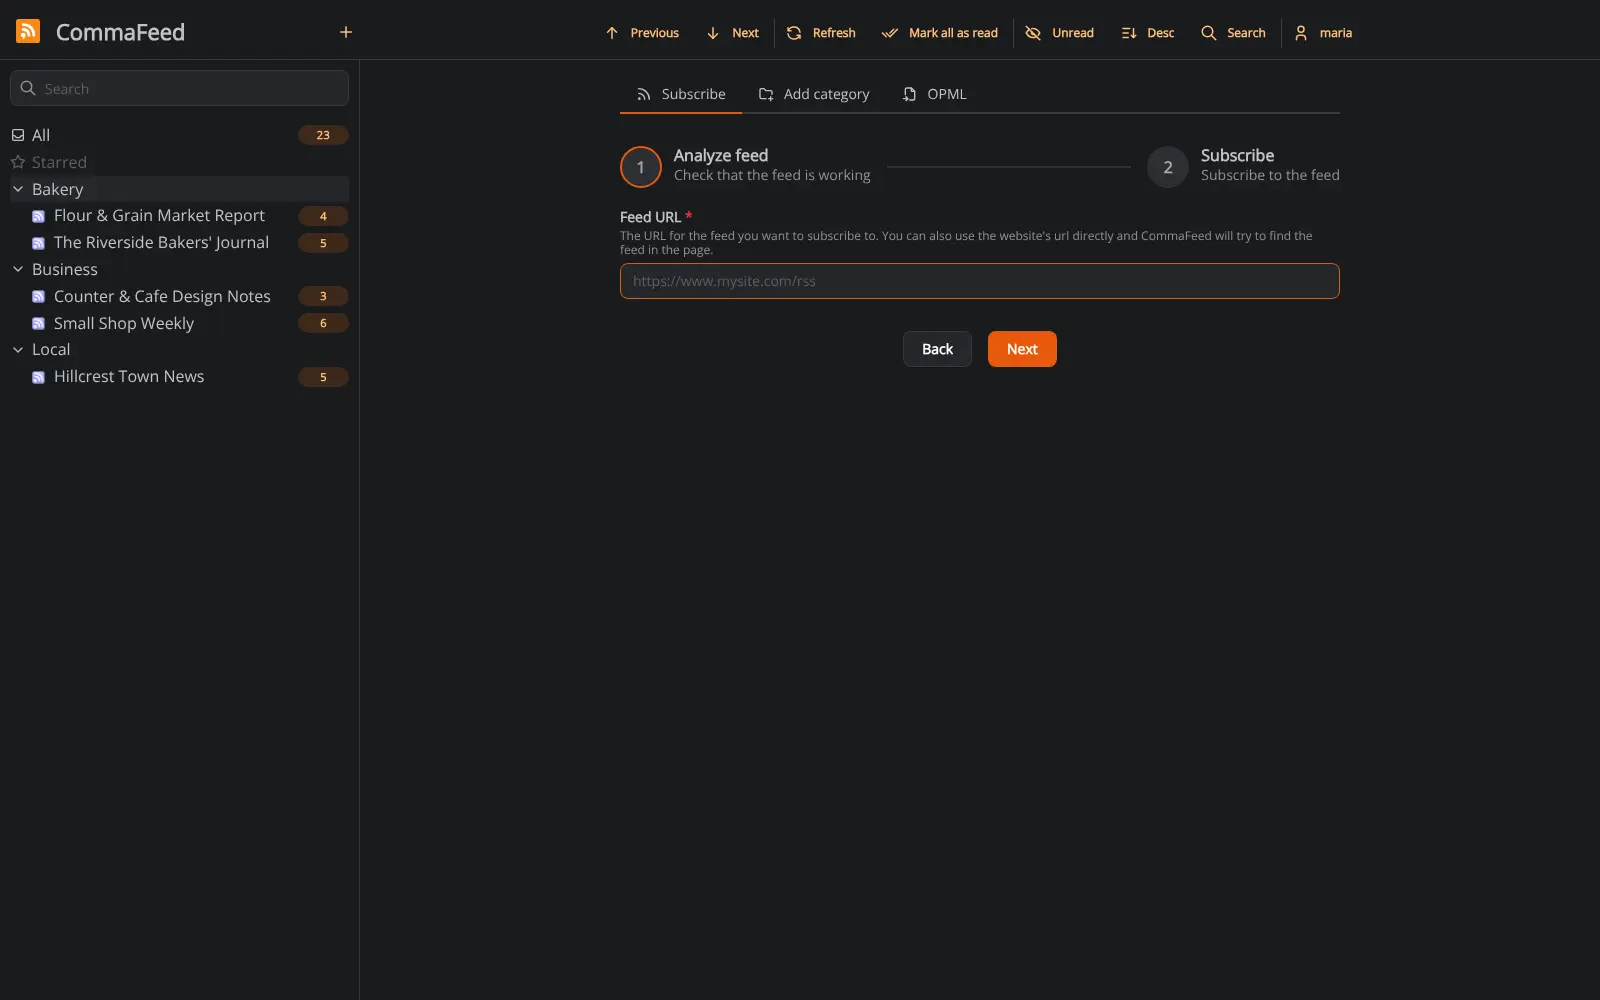 CommaFeed
Previous
Next
Refresh
Mark all as read
Unread
Desc
Search
maria
Search
All 23
Starred
Bakery
Flour & Grain Market Report 4
The Riverside Bakers' Journal 5
Business
Counter & Cafe Design Notes 3
Small Shop Weekly 6
Local
Hillcrest Town News 5
Subscribe
Add category
OPML
1
Analyze feed
Check that the feed is working
2
Subscribe
Subscribe to the feed
Feed URL *
The URL for the feed you want to subscribe to. You can also use the website's url directly and CommaFeed will try to find the
feed in the page.
https://www.mysite.com/rss
Back
Next